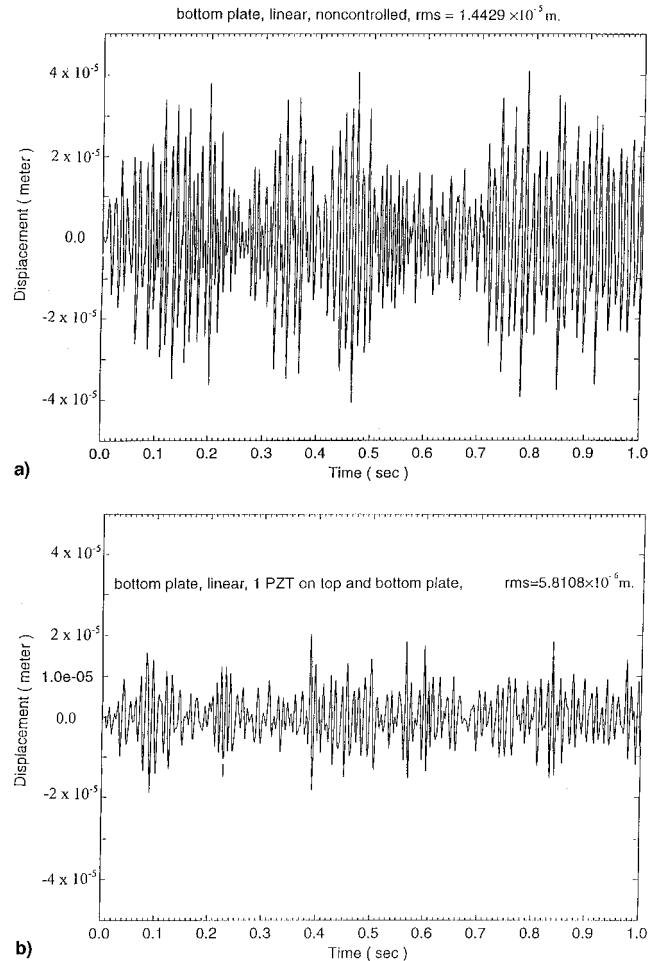 bottom plate, linear, noncontrolled, rms = 1.4429 ×10⁻⁵ m.
4 x 10⁻⁵
2 x 10⁻⁵
0.0
-2 x 10⁻⁵
-4 x 10⁻⁵
Displacement ( meter )
0.0 0.1 0.2 0.3 0.4 0.5 0.6 0.7 0.8 0.9 1.0
Time ( sec )
a)
4 x 10⁻⁵
bottom plate, linear, 1 PZT on top and bottom plate, rms=5.8108×10⁻⁶ m.
2 x 10⁻⁵
1.0e-05
0.0
-2 x 10⁻⁵
-4 x 10⁻⁵
Displacement ( meter )
0.0 0.1 0.2 0.3 0.4 0.5 0.6 0.7 0.8 0.9 1.0
Time ( sec )
b)